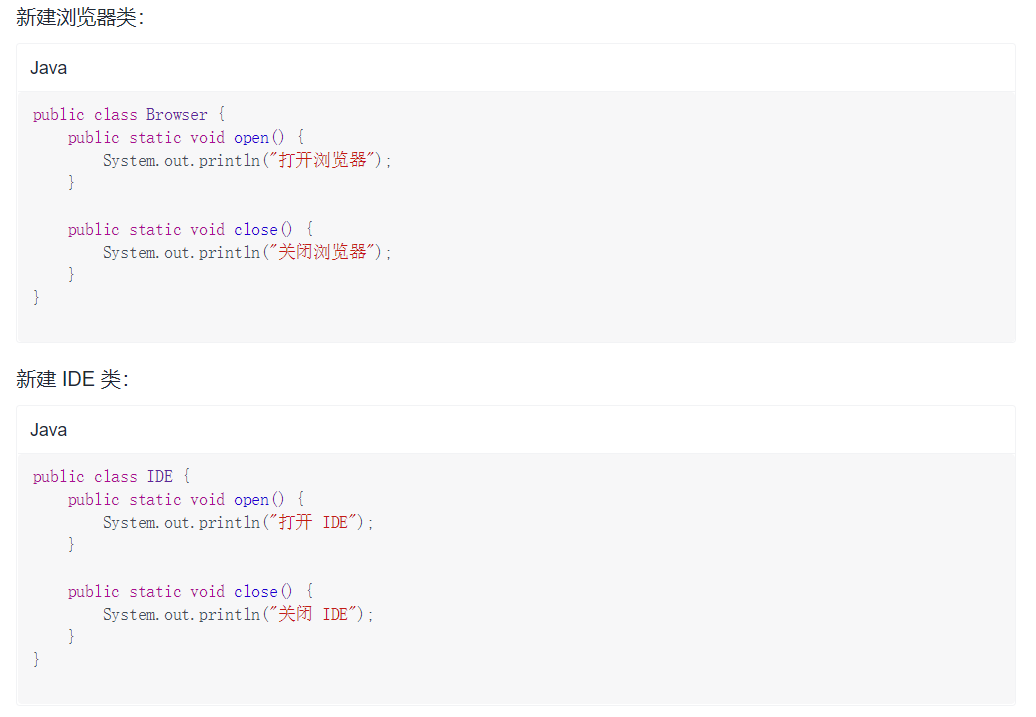 新建浏览器类:
Java
public class Browser {
    public static void open() {
        System.out.println("打开浏览器");
    }
    public static void close() {
        System.out.println("关闭浏览器");
    }
}
新建 IDE 类:
Java
public class IDE {
    public static void open() {
        System.out.println("打开 IDE");
    }
    public static void close() {
        System.out.println("关闭 IDE");
    }
}